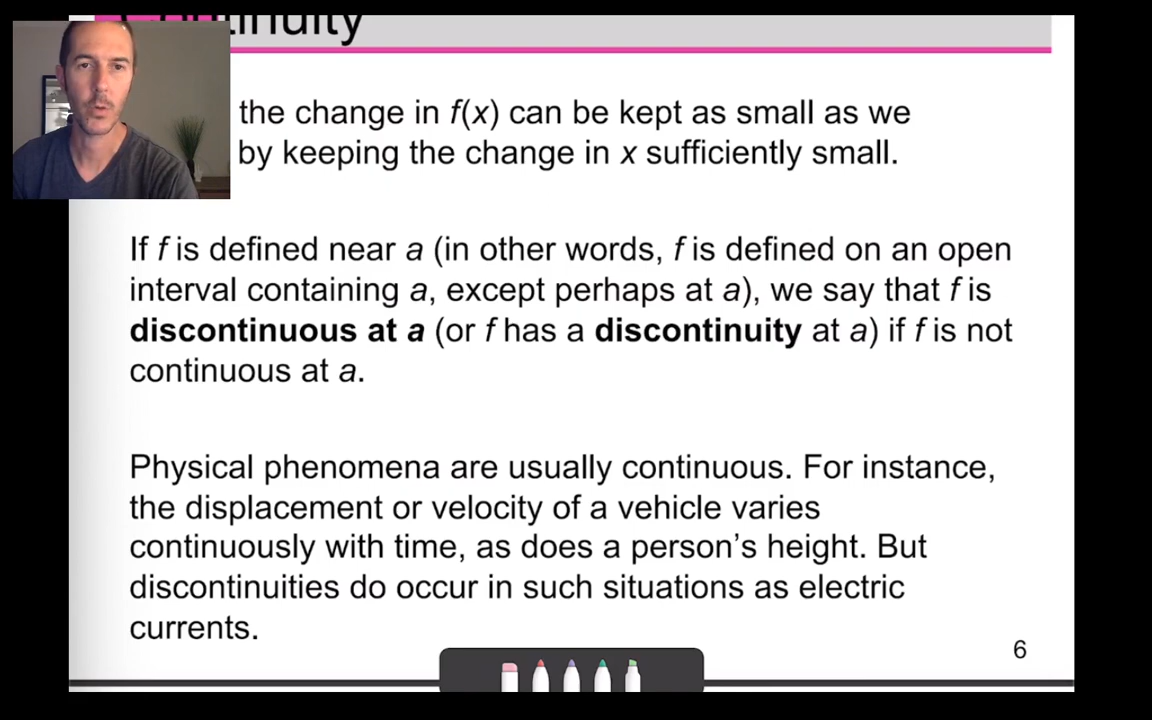 the change in f(x) can be kept as small as we
by keeping the change in x sufficiently small.
If f is defined near a (in other words, f is defined on an open
interval containing a, except perhaps at a), we say that f is
discontinuous at a (or f has a discontinuity at a) if f is not
continuous at a.
Physical phenomena are usually continuous. For instance,
the displacement or velocity of a vehicle varies
continuously with time, as does a person’s height. But
discontinuities do occur in such situations as electric
currents.
6